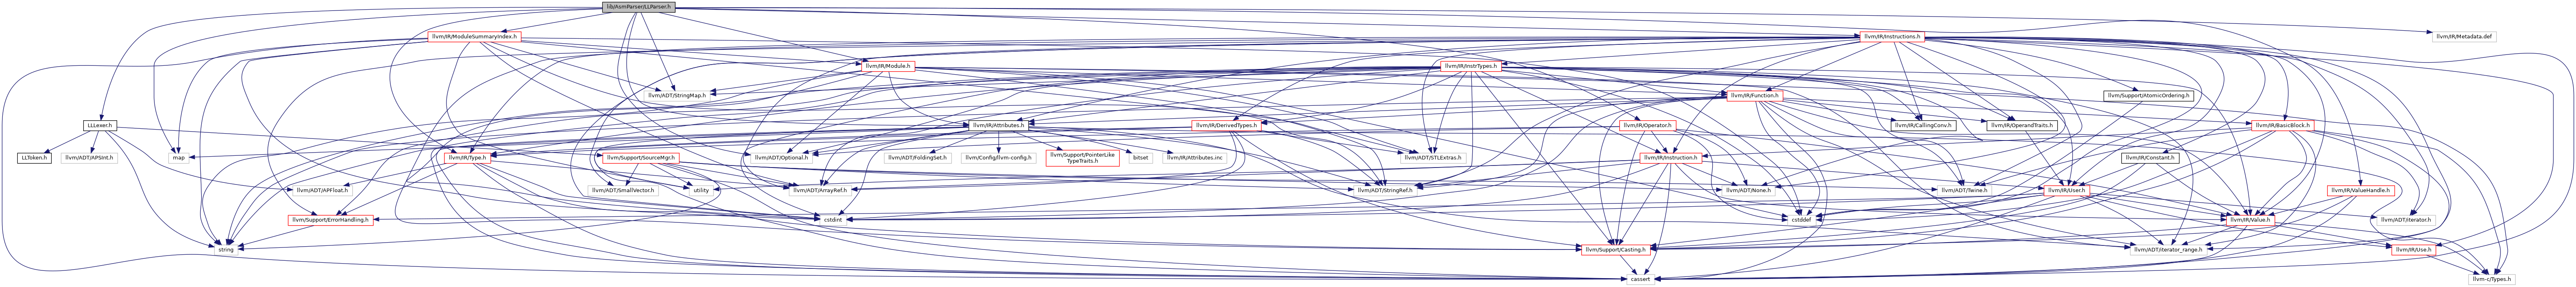 lib/AsmParser/LLParser.h
llvm/IR/ModuleSummaryIndex.h
llvm/IR/Instructions.h
llvm/IR/Metadata.def
llvm/IR/Module.h
llvm/IR/InstrTypes.h
llvm/ADT/StringMap.h
llvm/IR/Function.h
llvm/Support/AtomicOrdering.h
LLLexer.h
llvm/IR/Attributes.h
llvm/IR/DerivedTypes.h
llvm/IR/Operator.h
llvm/IR/CallingConv.h
llvm/IR/OperandTraits.h
llvm/IR/BasicBlock.h
LLToken.h
llvm/ADT/APSInt.h
map
llvm/IR/Type.h
llvm/Support/SourceMgr.h
llvm/ADT/Optional.h
llvm/ADT/FoldingSet.h
llvm/Config/llvm-config.h
llvm/Support/PointerLike
TypeTraits.h
bitset
llvm/IR/Attributes.inc
llvm/ADT/STLExtras.h
llvm/IR/Instruction.h
llvm/IR/Constant.h
llvm/ADT/APFloat.h
llvm/ADT/SmallVector.h
utility
llvm/ADT/ArrayRef.h
llvm/ADT/StringRef.h
llvm/ADT/None.h
llvm/ADT/Twine.h
llvm/IR/User.h
llvm/IR/ValueHandle.h
llvm/Support/ErrorHandling.h
cstdint
cstddef
llvm/IR/Value.h
llvm/ADT/iterator.h
string
llvm/Support/Casting.h
llvm/ADT/iterator_range.h
llvm/IR/Use.h
cassert
llvm-c/Types.h